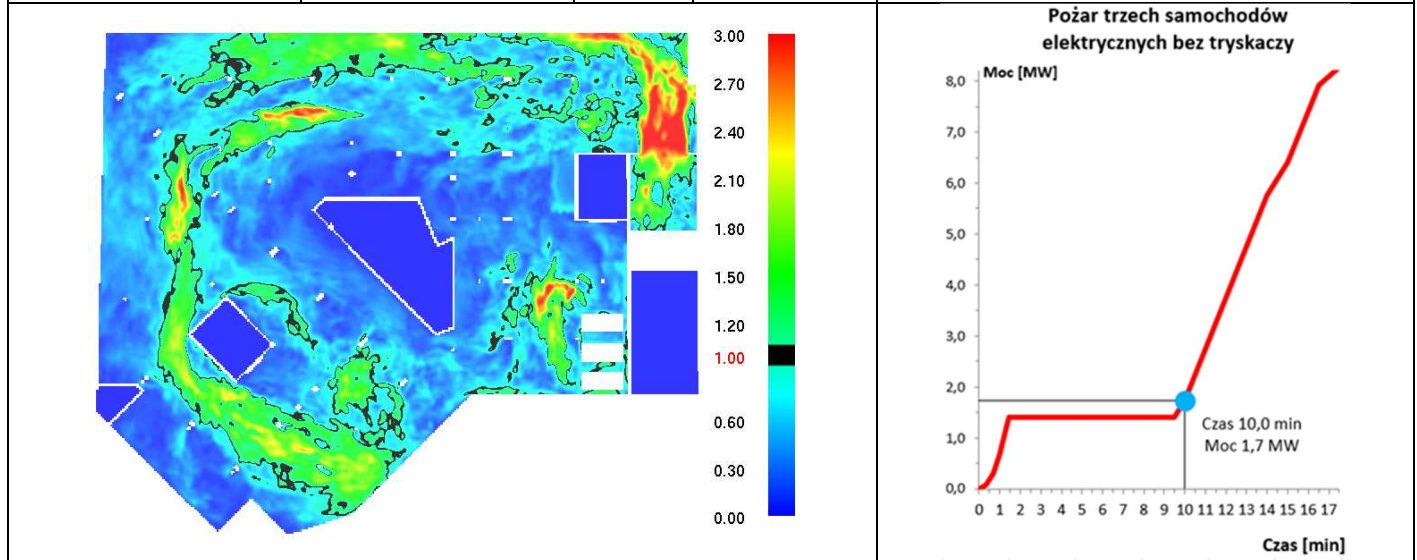 3.00
2.70
2.40
2.10
1.80
1.50
1.20
1.00
0.60
0.30
0.00
Pożar trzech samochodów
elektrycznych bez tryskaczy
Moc [MW]
8,0
7,0
6,0
5,0
4,0
3,0
2,0
1,0
0,0
Czas 10,0 min
Moc 1,7 MW
0 1 2 3 4 5 6 7 8 9 10 11 12 13 14 15 16 17
Czas [min]